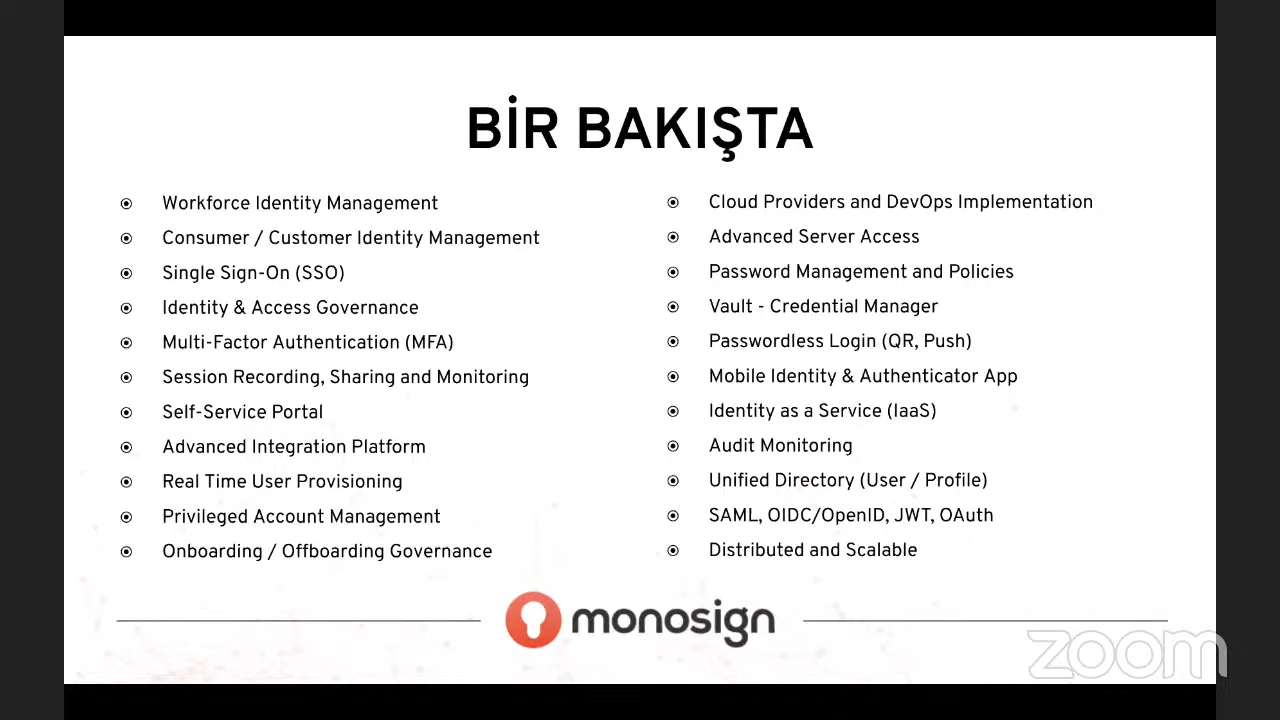 BİR BAKIŞTA
Workforce Identity Management
Consumer / Customer Identity Management
Single Sign-On (SSO)
Identity & Access Governance
Multi-Factor Authentication (MFA)
Session Recording, Sharing and Monitoring
Self-Service Portal
Advanced Integration Platform
Real Time User Provisioning
Privileged Account Management
Onboarding / Offboarding Governance
Cloud Providers and DevOps Implementation
Advanced Server Access
Password Management and Policies
Vault - Credential Manager
Passwordless Login (QR, Push)
Mobile Identity & Authenticator App
Identity as a Service (IaaS)
Audit Monitoring
Unified Directory (User / Profile)
SAML, OIDC/OpenID, JWT, OAuth
Distributed and Scalable
monosign
zoom